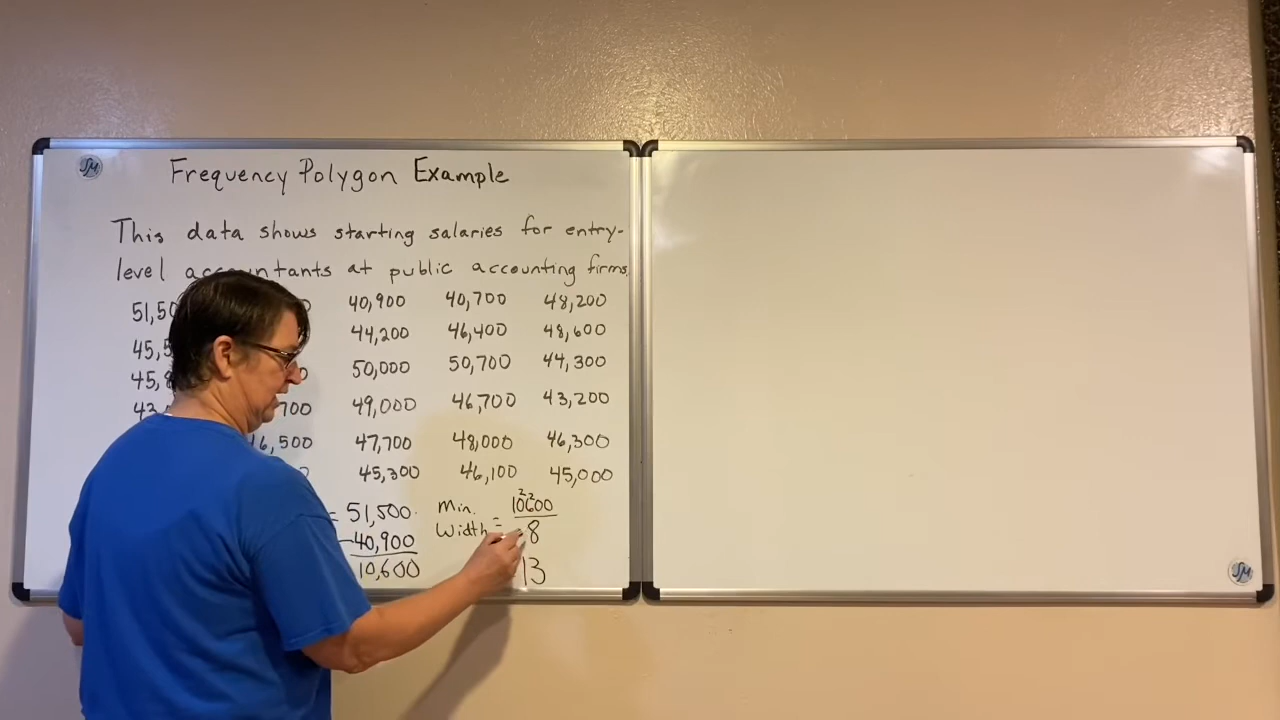 SM
Frequency Polygon Example
This data shows starting salaries for entry-
level accountants at public accounting firms.
40,900 40,700 48,200
44,200 46,400 48,600
50,000 50,700 44,300
49,000 46,700 43,200
47,700 48,000 46,300
45,300 46,100 45,000
= 51,500
-40,900
10,600
Min.
Width = 10600
8
13
SM